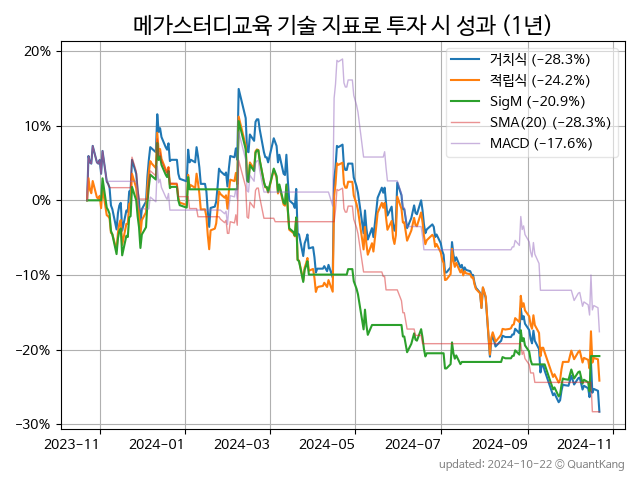 메가스터디교육 기술 지표로 투자 시 성과 (1년)
거치식 (−28.3%)
적립식 (−24.2%)
SigM (−20.9%)
SMA(20) (−28.3%)
MACD (−17.6%)
20%
10%
0%
−10%
−20%
−30%
2023-11
2024-01
2024-03
2024-05
2024-07
2024-09
2024-11
updated: 2024-10-22 © QuantKang